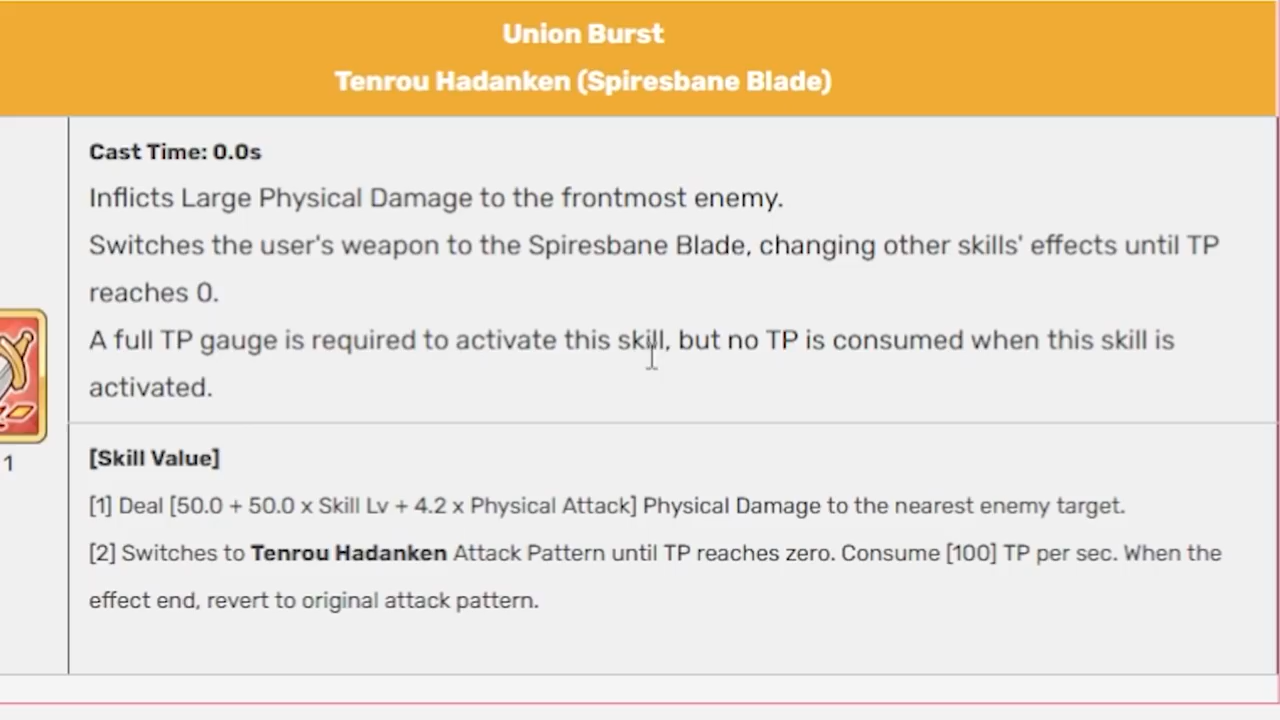 Union Burst
Tenrou Hadanken (Spiresbane Blade)
Cast Time: 0.0s
Inflicts Large Physical Damage to the frontmost enemy.
Switches the user's weapon to the Spiresbane Blade, changing other skills' effects until TP
reaches 0.
A full TP gauge is required to activate this skill, but no TP is consumed when this skill is
activated.
1
[Skill Value]
[1] Deal [50.0 + 50.0 x Skill Lv + 4.2 x Physical Attack] Physical Damage to the nearest enemy target.
[2] Switches to Tenrou Hadanken Attack Pattern until TP reaches zero. Consume [100] TP per sec. When the
effect end, revert to original attack pattern.